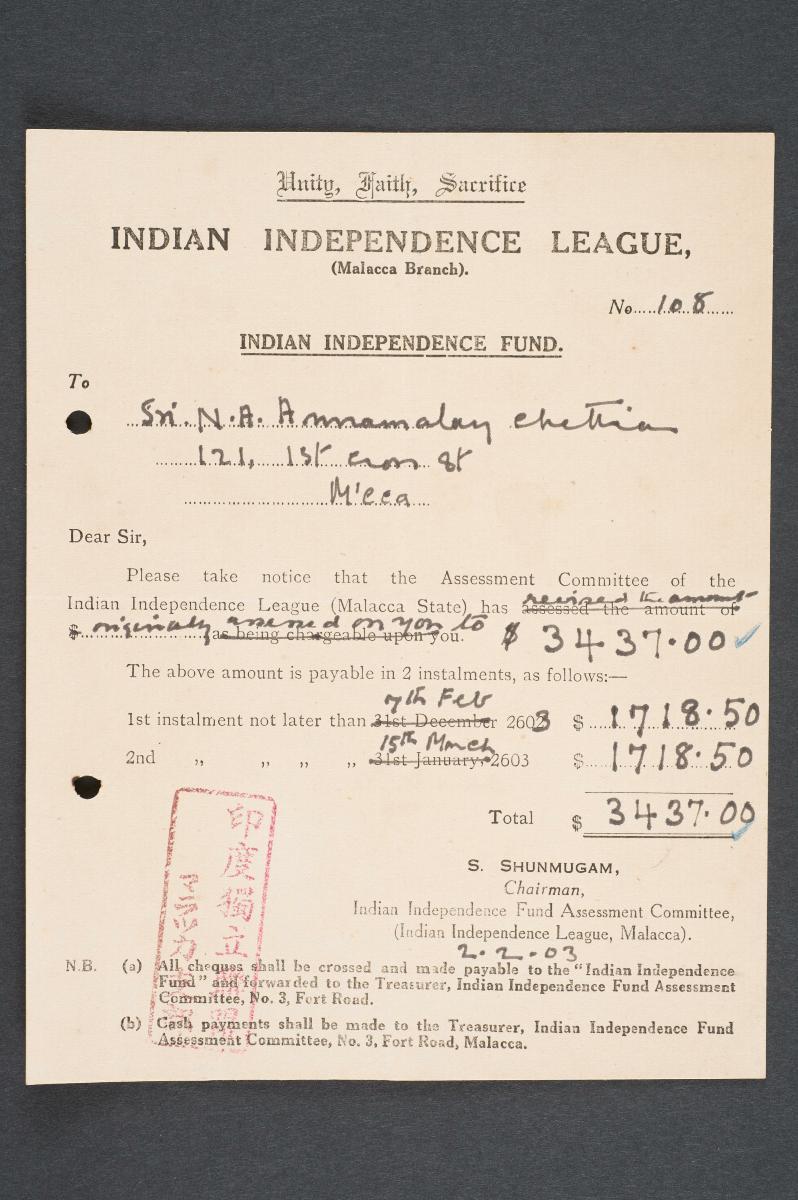 Unity, Faith, Sacrifice
INDIAN INDEPENDENCE LEAGUE,
(Malacca Branch).
No. 108
INDIAN INDEPENDENCE FUND.
To
Sri. N.A. Annamalay Chettiar
121, 1st Cross St
M'cca
Dear Sir,
Please take notice that the Assessment Committee of the
revised the amount
Indian Independence League (Malacca State) has assessed the amount of
originally assessed on you to
$ as being chargeable upon you. $ 3437.00
The above amount is payable in 2 instalments, as follows:—
7th Feb
1st instalment not later than 31st December 2603 $ 1718.50
15th March
2nd ,, ,, ,, ,, 31st January, 2603 $ 1718.50
Total $ 3437.00
S. SHUNMUGAM,
Chairman,
Indian Independence Fund Assessment Committee,
(Indian Independence League, Malacca).
2.2.03
N.B. (a) All cheques shall be crossed and made payable to the "Indian Independence
Fund" and forwarded to the Treasurer, Indian Independence Fund Assessment
Committee, No. 3, Fort Road.
(b) Cash payments shall be made to the Treasurer, Indian Independence Fund
Assessment Committee, No. 3, Fort Road, Malacca.
印度獨立聯盟
マラツカ支部